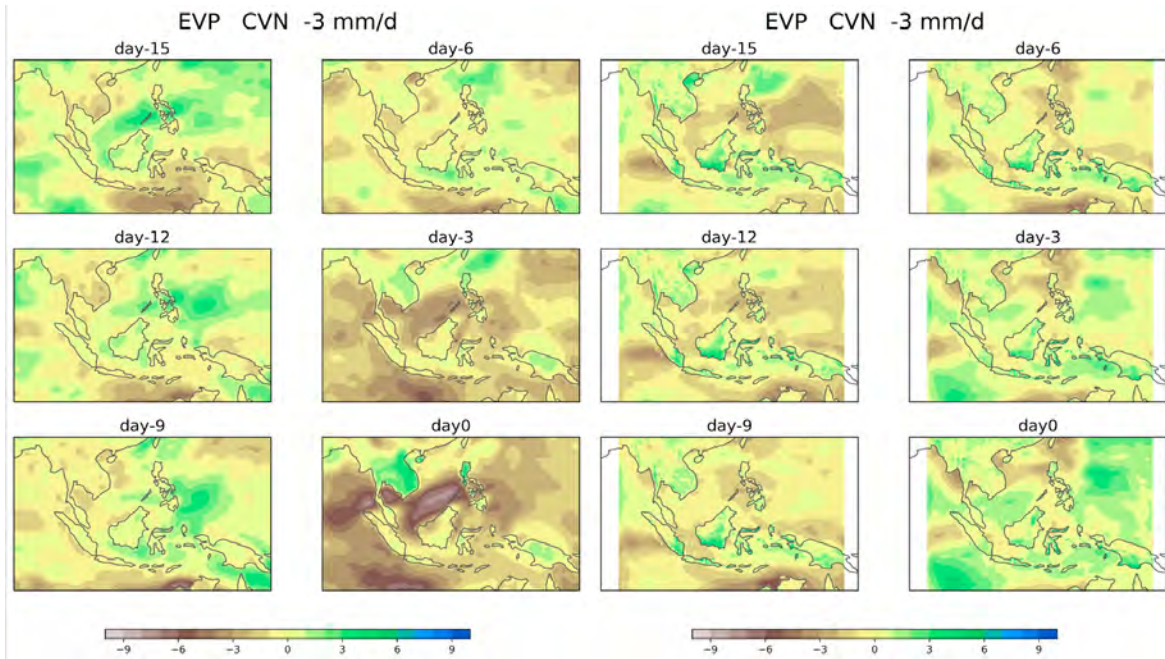 EVP CVN -3 mm/d EVP CVN -3 mm/d
day-15 day-6 day-15 day-6
day-12 day-3 day-12 day-3
day-9 day0 day-9 day0
−9 −6 −3 0 3 6 9 −9 −6 −3 0 3 6 9